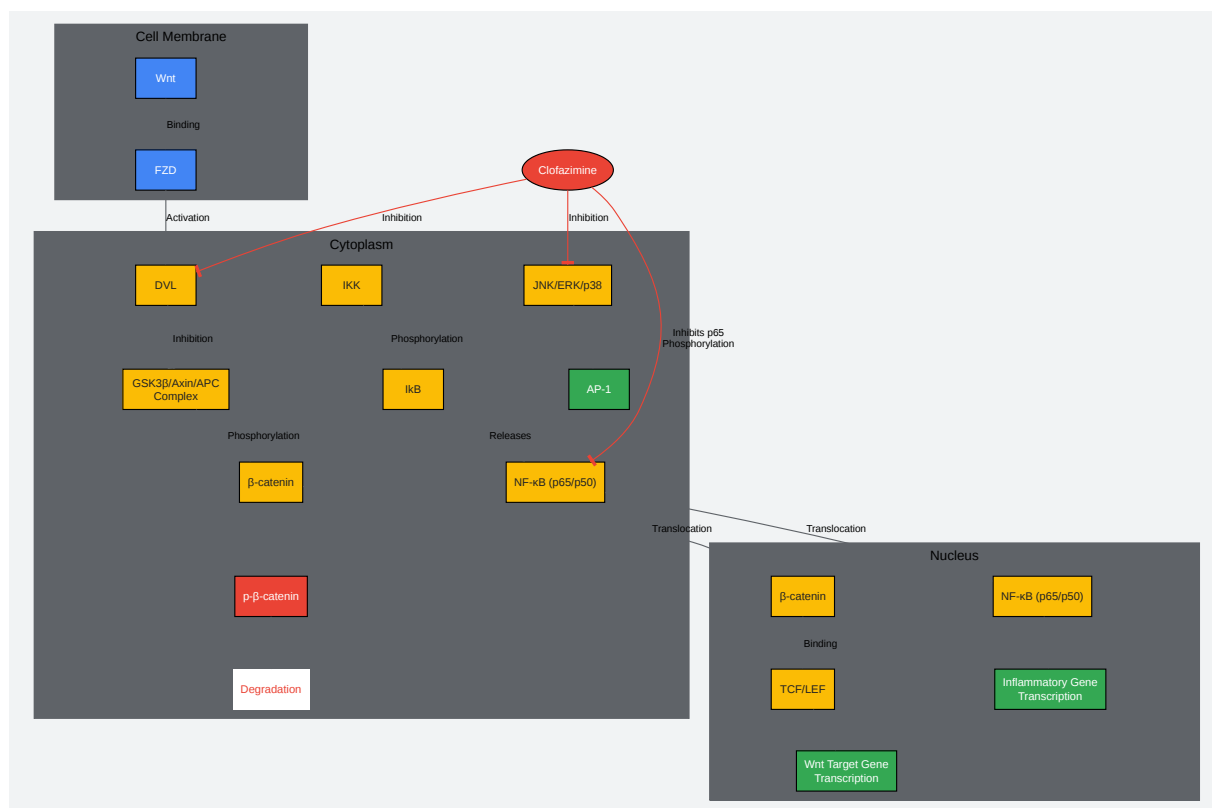 Cell Membrane
Wnt
Binding
FZD
Clofazimine
Activation
Inhibition
Inhibition
Cytoplasm
DVL
IKK
JNK/ERK/p38
Inhibition
Phosphorylation
Inhibits p65
Phosphorylation
GSK3β/Axin/APC
Complex
IkB
AP-1
Phosphorylation
Releases
β-catenin
NF-κB (p65/p50)
Translocation
Translocation
Nucleus
p-β-catenin
β-catenin
NF-κB (p65/p50)
Binding
Degradation
TCF/LEF
Inflammatory Gene
Transcription
Wnt Target Gene
Transcription